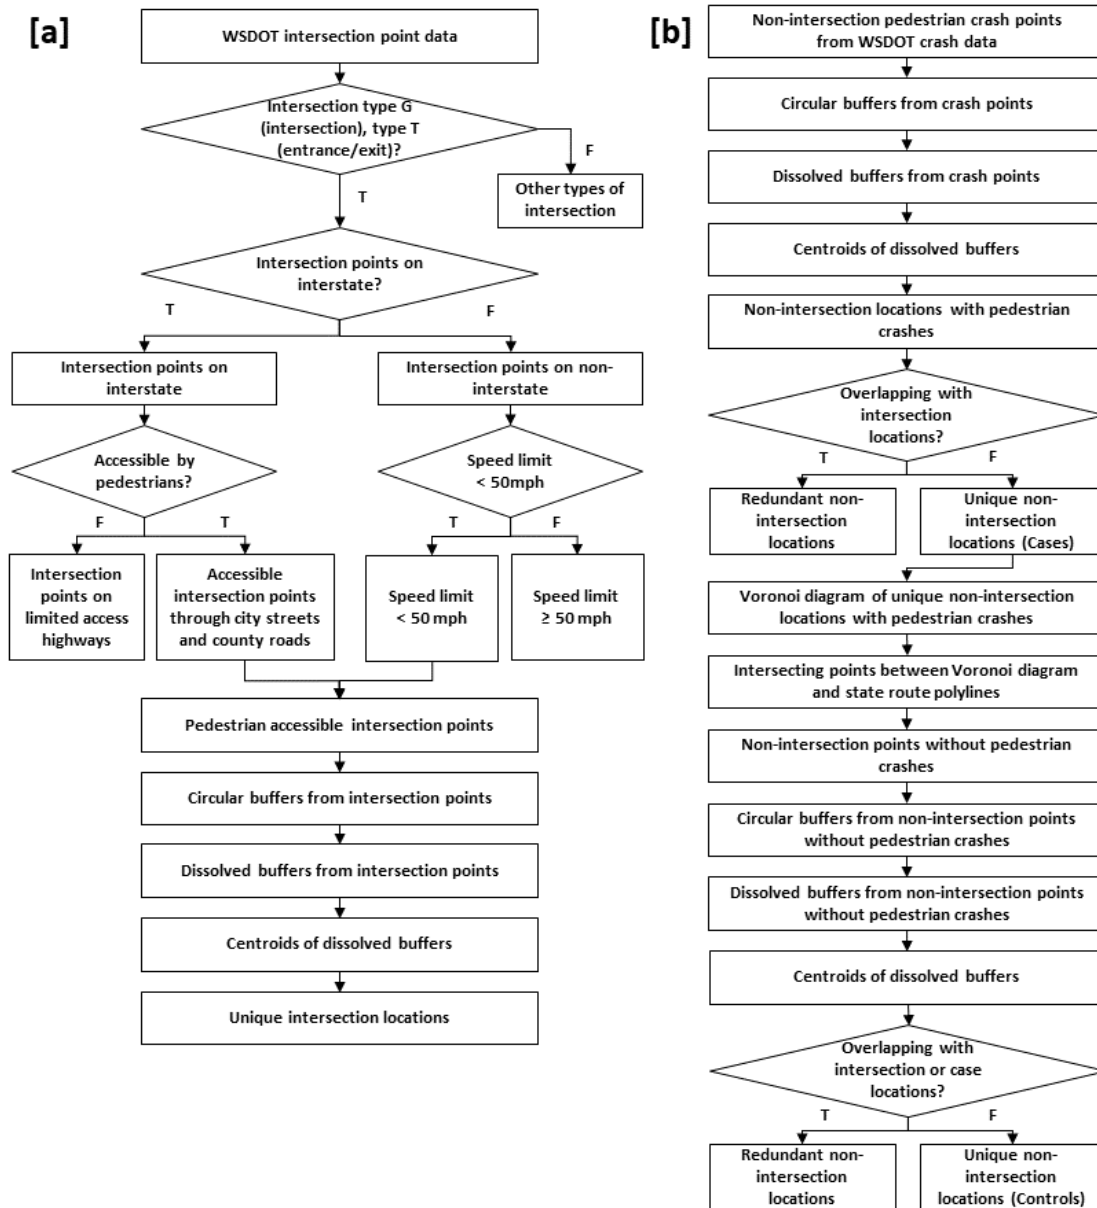 [a]
WSDOT intersection point data
Intersection type G
(intersection), type T
(entrance/exit)?
F
Other types of
intersection
T
Intersection points on
interstate?
T
F
Intersection points on
interstate
Intersection points on non-
interstate
Accessible by
pedestrians?
Speed limit
< 50mph
F
T
T
F
Intersection
points on
limited access
highways
Accessible
intersection points
through city streets
and county roads
Speed limit
< 50 mph
Speed limit
≥ 50 mph
Pedestrian accessible intersection points
Circular buffers from intersection points
Dissolved buffers from intersection points
Centroids of dissolved buffers
Unique intersection locations
[b]
Non-intersection pedestrian crash points
from WSDOT crash data
Circular buffers from crash points
Dissolved buffers from crash points
Centroids of dissolved buffers
Non-intersection locations with pedestrian
crashes
Overlapping with
intersection
locations?
T
F
Redundant non-
intersection
locations
Unique non-
intersection
locations (Cases)
Voronoi diagram of unique non-intersection
locations with pedestrian crashes
Intersecting points between Voronoi diagram
and state route polylines
Non-intersection points without pedestrian
crashes
Circular buffers from non-intersection points
without pedestrian crashes
Dissolved buffers from non-intersection points
without pedestrian crashes
Centroids of dissolved buffers
Overlapping with
intersection or case
locations?
T
F
Redundant non-
intersection
locations
Unique non-
intersection
locations (Controls)